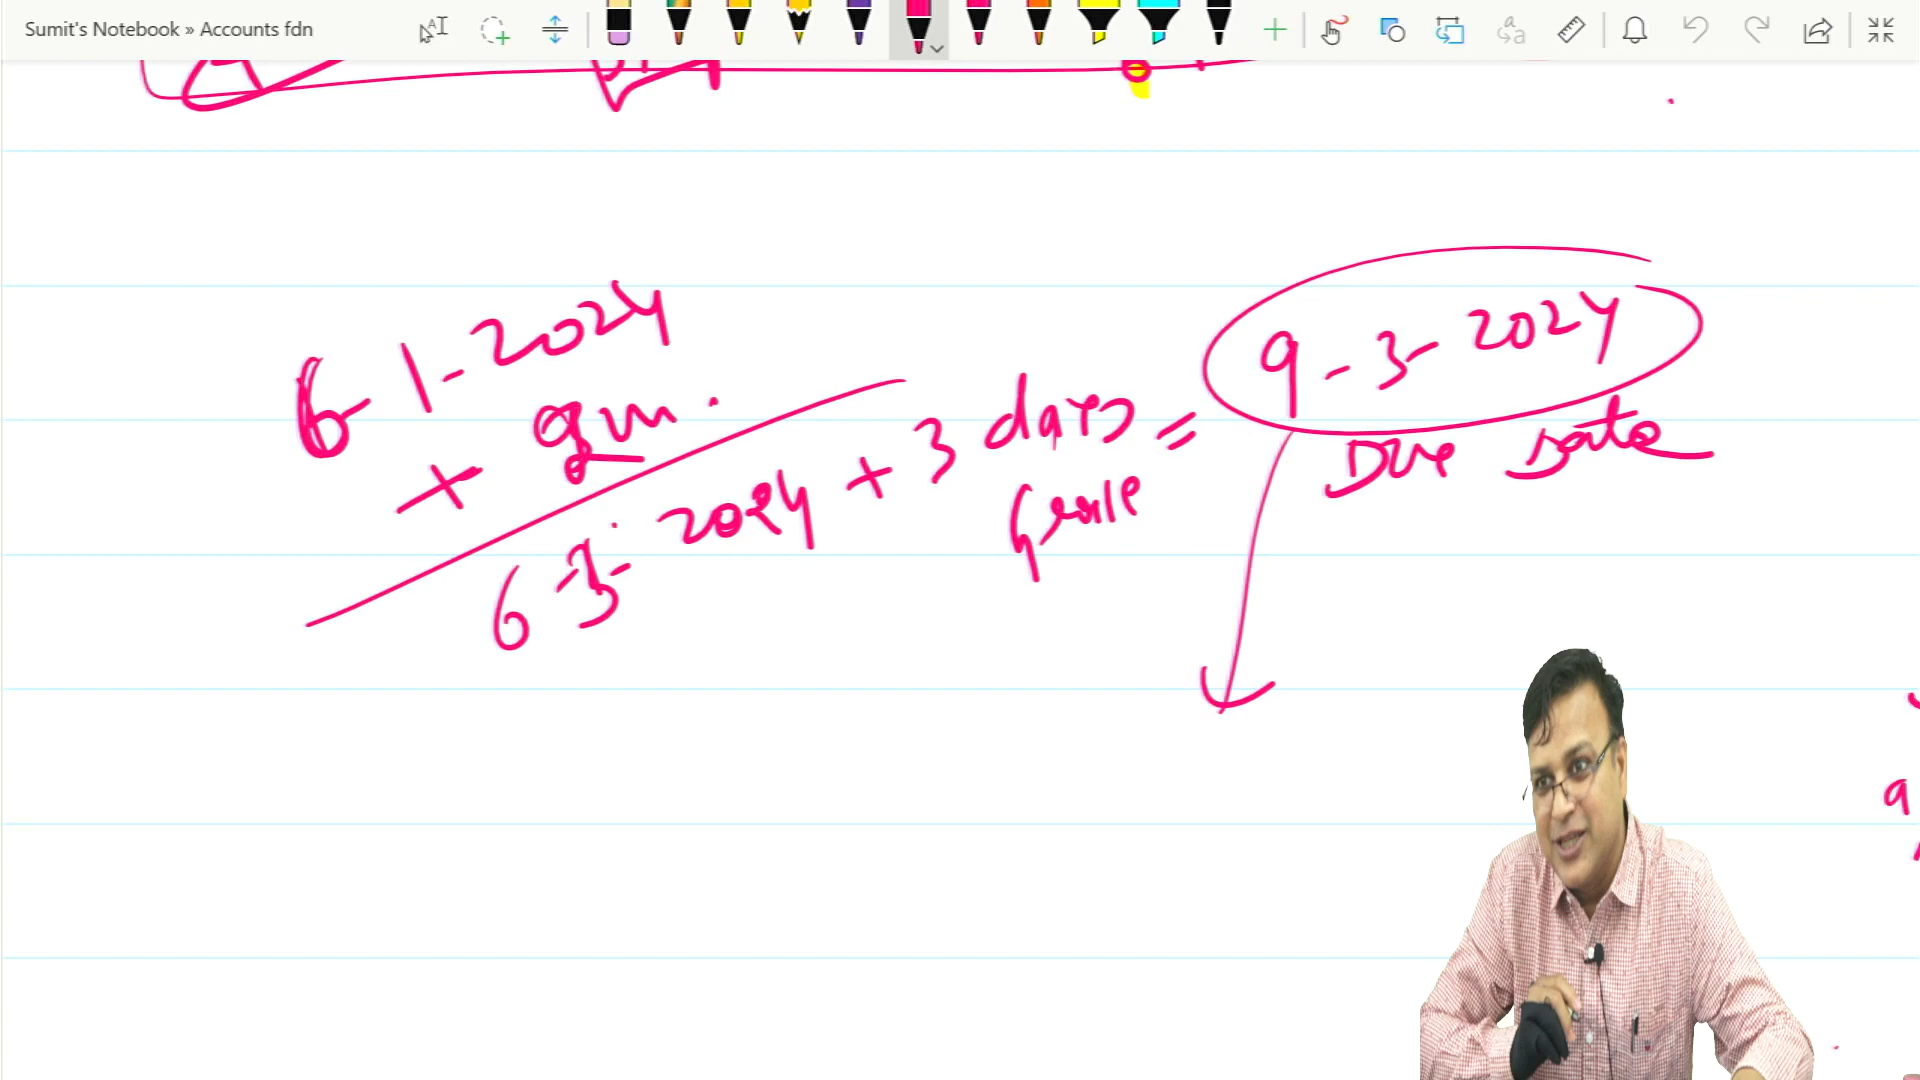 Sumit's Notebook » Accounts fdn
6-1-2024
+ 2m.
6-3-2024 + 3 days = 9-3-2024
Grace
Due Date
9